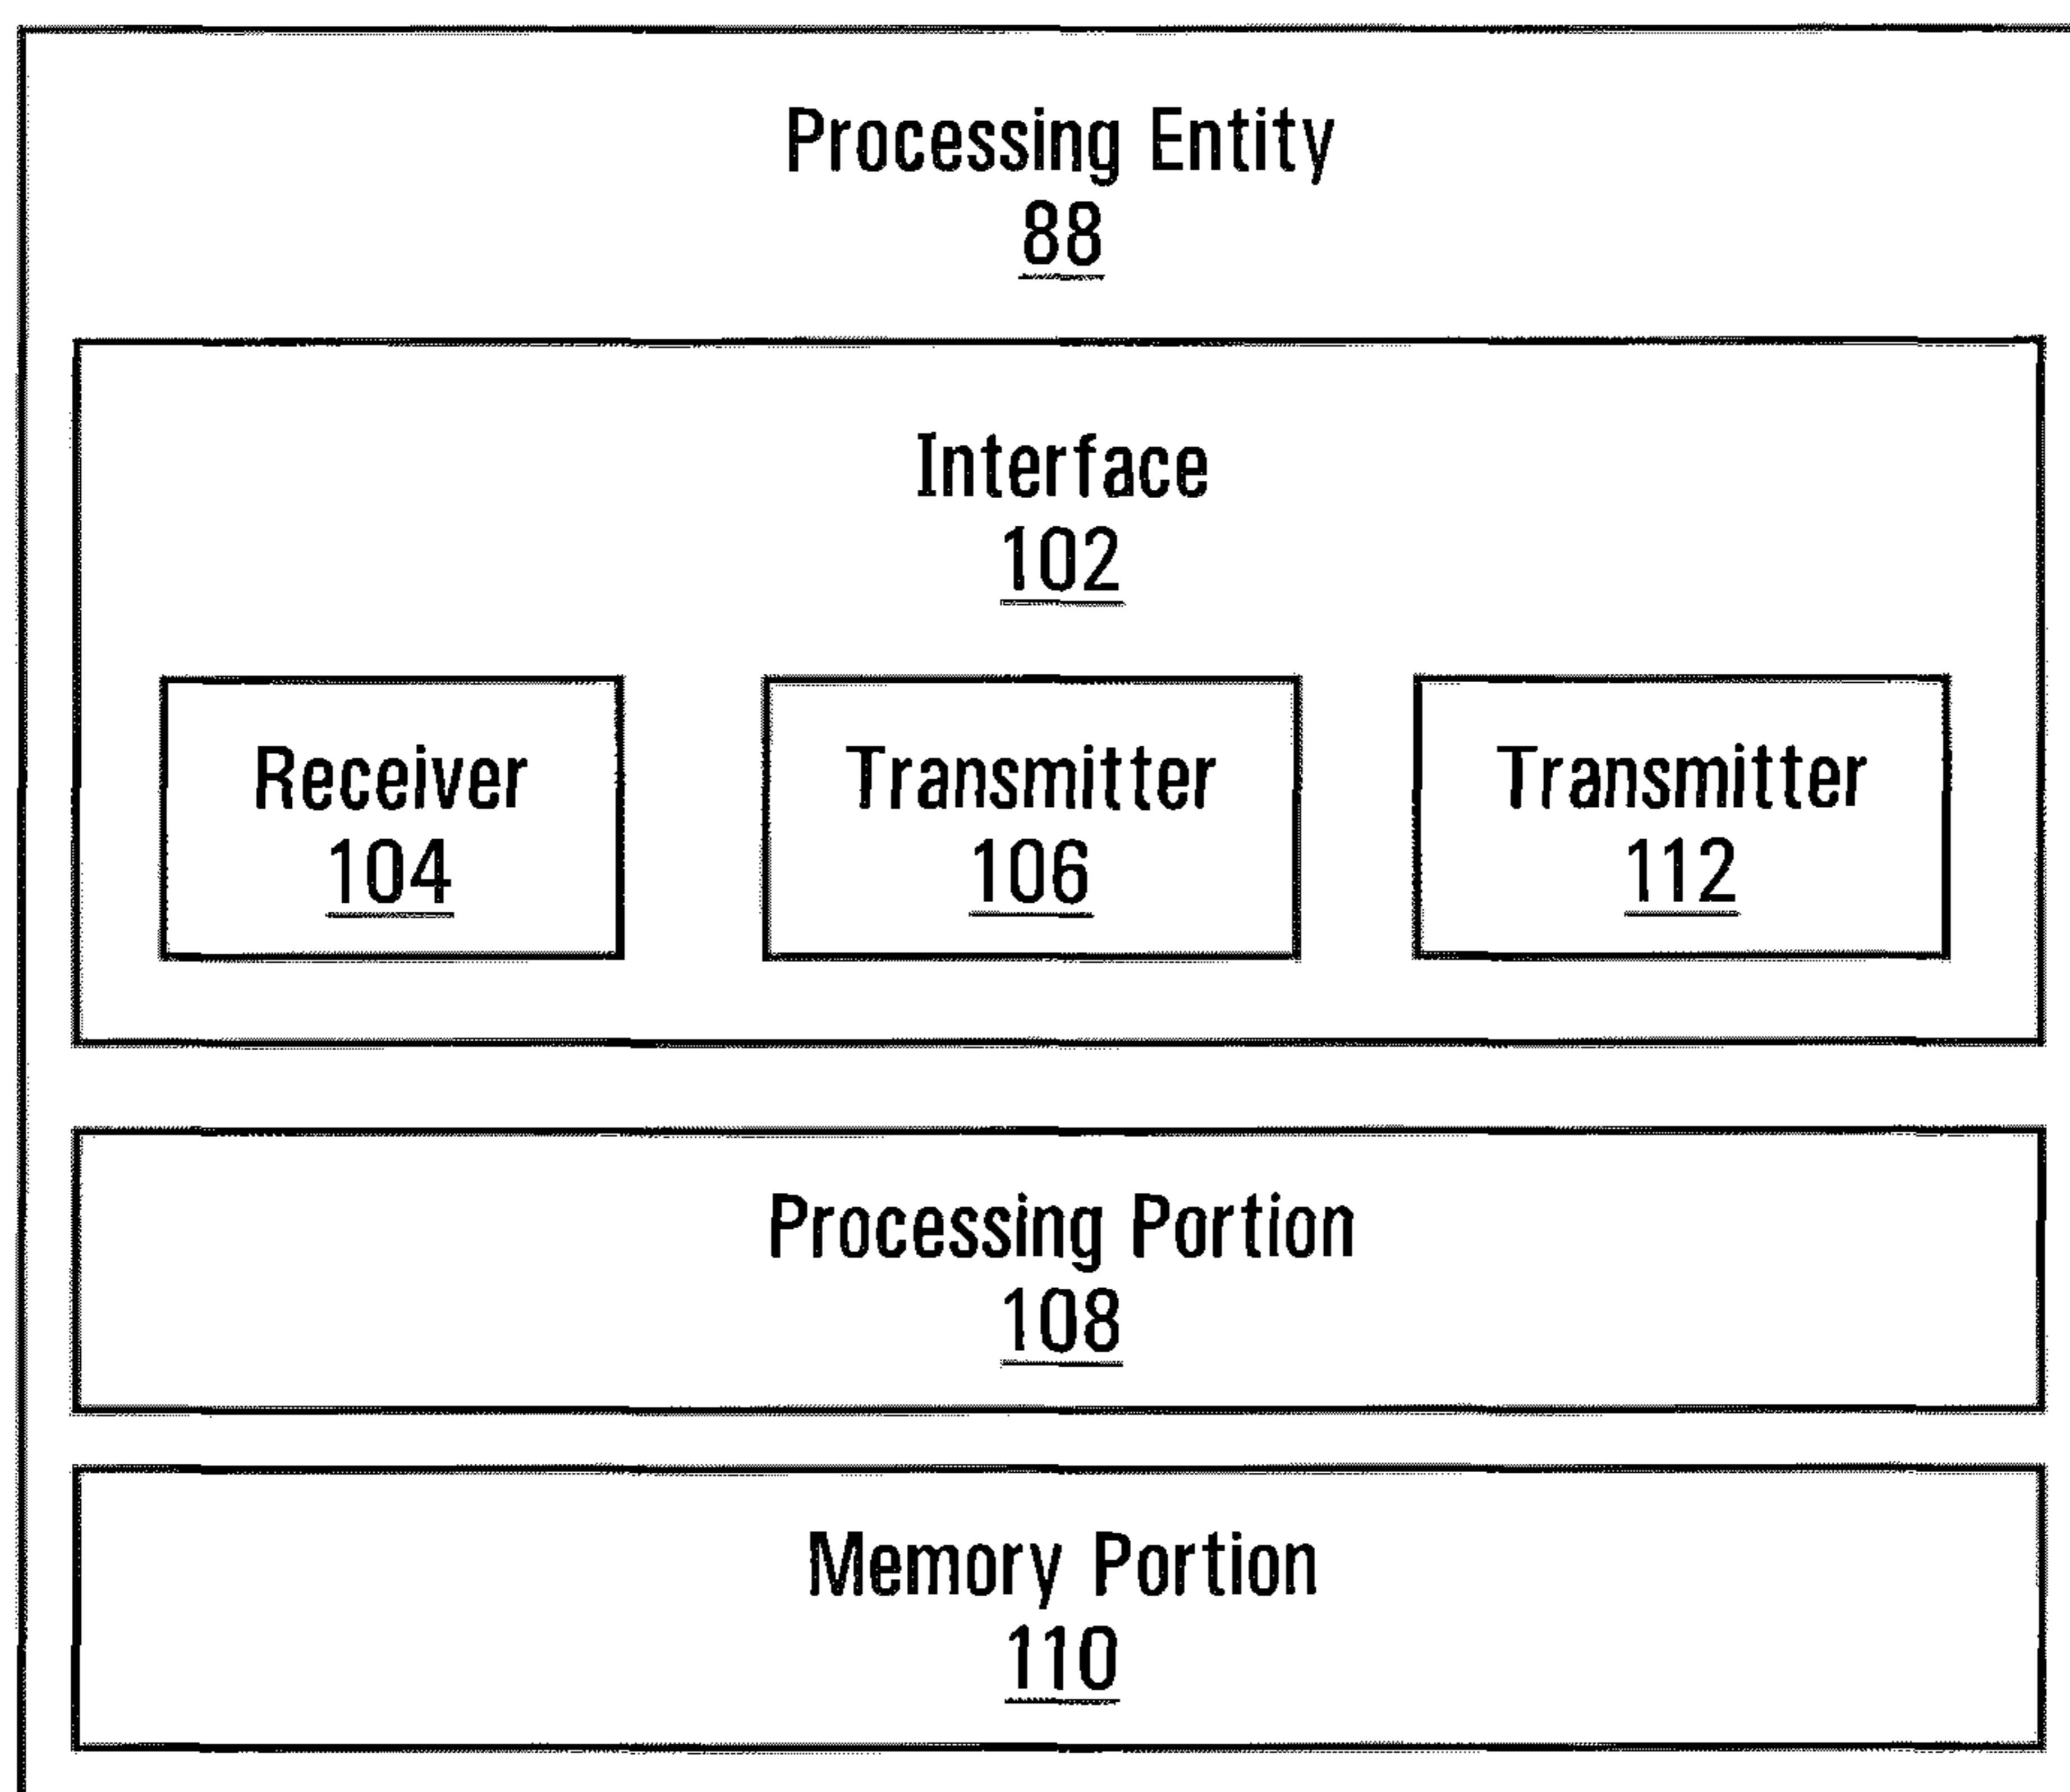 Processing Entity
88
Interface
102
Receiver
104
Transmitter
106
Transmitter
112
Processing Portion
108
Memory Portion
110